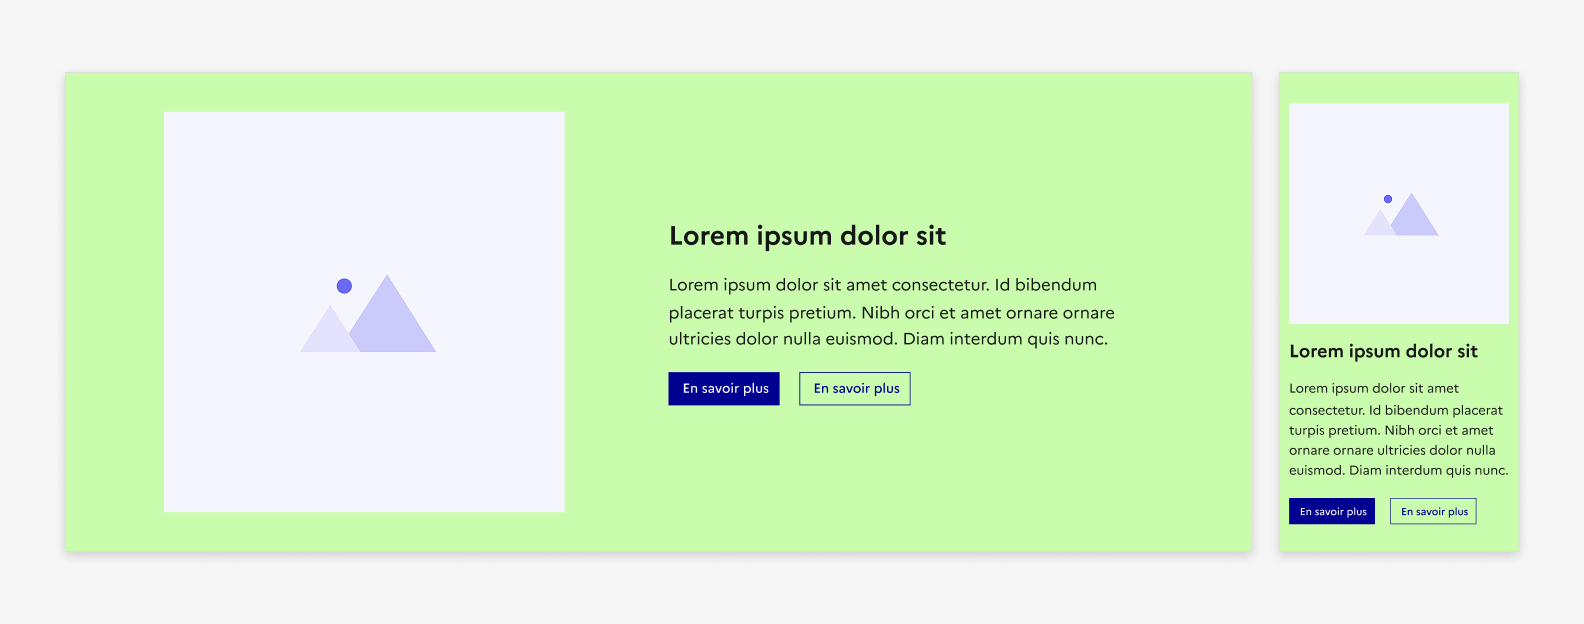 Lorem ipsum dolor sit
Lorem ipsum dolor sit amet consectetur. Id bibendum
placerat turpis pretium. Nibh orci et amet ornare ornare
ultricies dolor nulla euismod. Diam interdum quis nunc.
En savoir plus
En savoir plus
Lorem ipsum dolor sit
Lorem ipsum dolor sit amet
consectetur. Id bibendum placerat
turpis pretium. Nibh orci et amet
ornare ornare ultricies dolor nulla
euismod. Diam interdum quis nunc.
En savoir plus
En savoir plus